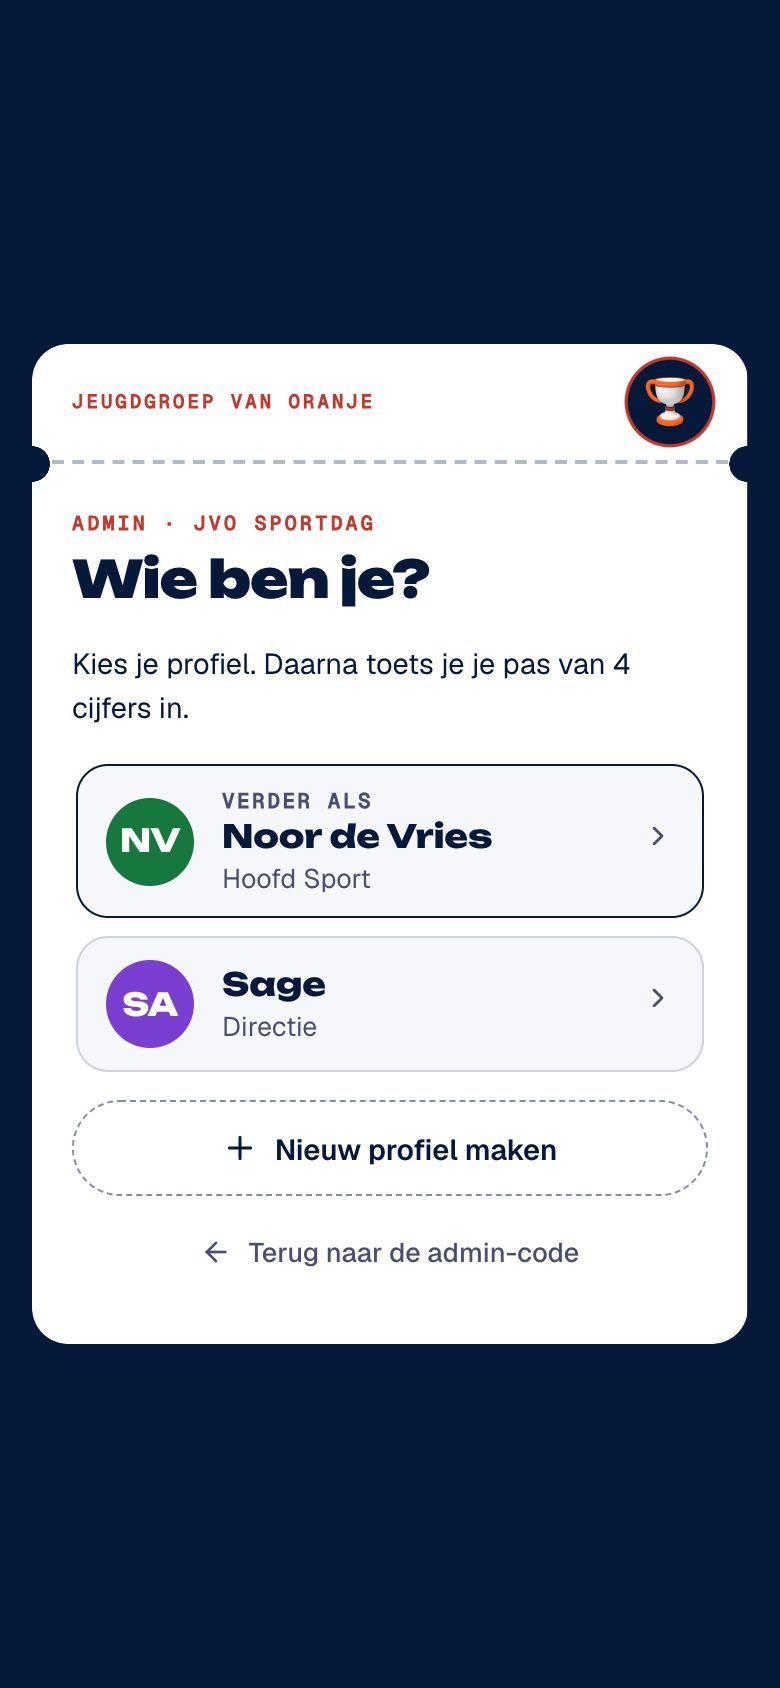 JEUGDGROEP VAN ORANJE
ADMIN · JVO SPORTDAG
Wie ben je?
Kies je profiel. Daarna toets je je pas van 4
cijfers in.
VERDER ALS
NV
Noor de Vries
Hoofd Sport
SA
Sage
Directie
+ Nieuw profiel maken
← Terug naar de admin-code